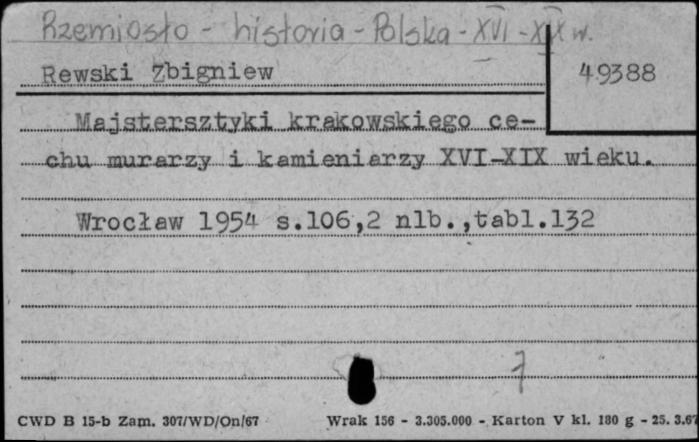 Rzemiosło - historia - Polska - XVI - XIX w.
Rewski Zbigniew
49388
Majstersztyki krakowskiego ce-
chu murarzy i kamieniarzy XVI-XIX wieku.
Wrocław 1954 s.106,2 nlb.,tabl.132
7
CWD B 15-b Zam. 307/WD/On/67 Wrak 156 - 3.305.000 - Karton V kl. 180 g - 25. 3.67